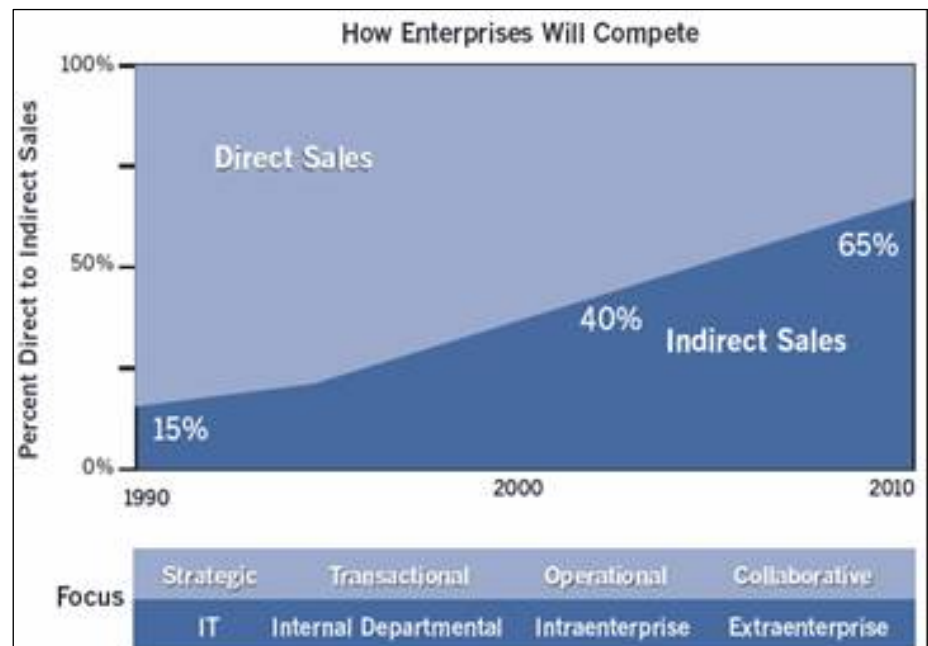 How Enterprises Will Compete
100%
Percent Direct to Indirect Sales
Direct Sales
50%
65%
40%
Indirect Sales
15%
0%
1990
2000
2010
Focus
Strategic Transactional Operational Collaborative
IT Internal Departmental Intraenterprise Extraenterprise